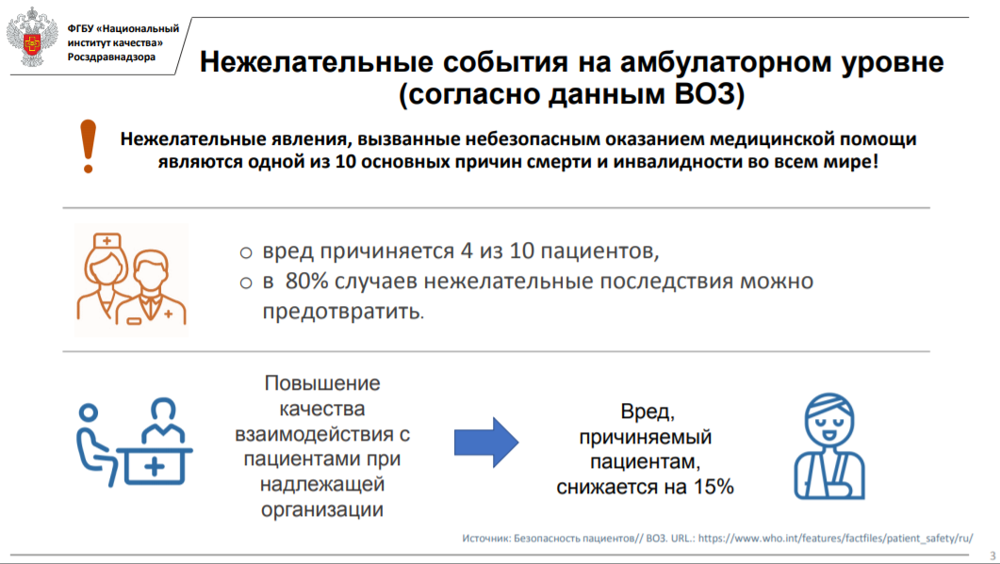 ФГБУ «Национальный
институт качества»
Росздравнадзора
Нежелательные события на амбулаторном уровне
(согласно данным ВОЗ)
!
Нежелательные явления, вызванные небезопасным оказанием медицинской помощи
являются одной из 10 основных причин смерти и инвалидности во всем мире!
○ вред причиняется 4 из 10 пациентов,
○ в 80% случаев нежелательные последствия можно
предотвратить.
Повышение
качества
взаимодействия с
пациентами при
надлежащей
организации
Вред,
причиняемый
пациентам,
снижается на 15%
Источник: Безопасность пациентов// ВОЗ. URL.: https://www.who.int/features/factfiles/patient_safety/ru/
3